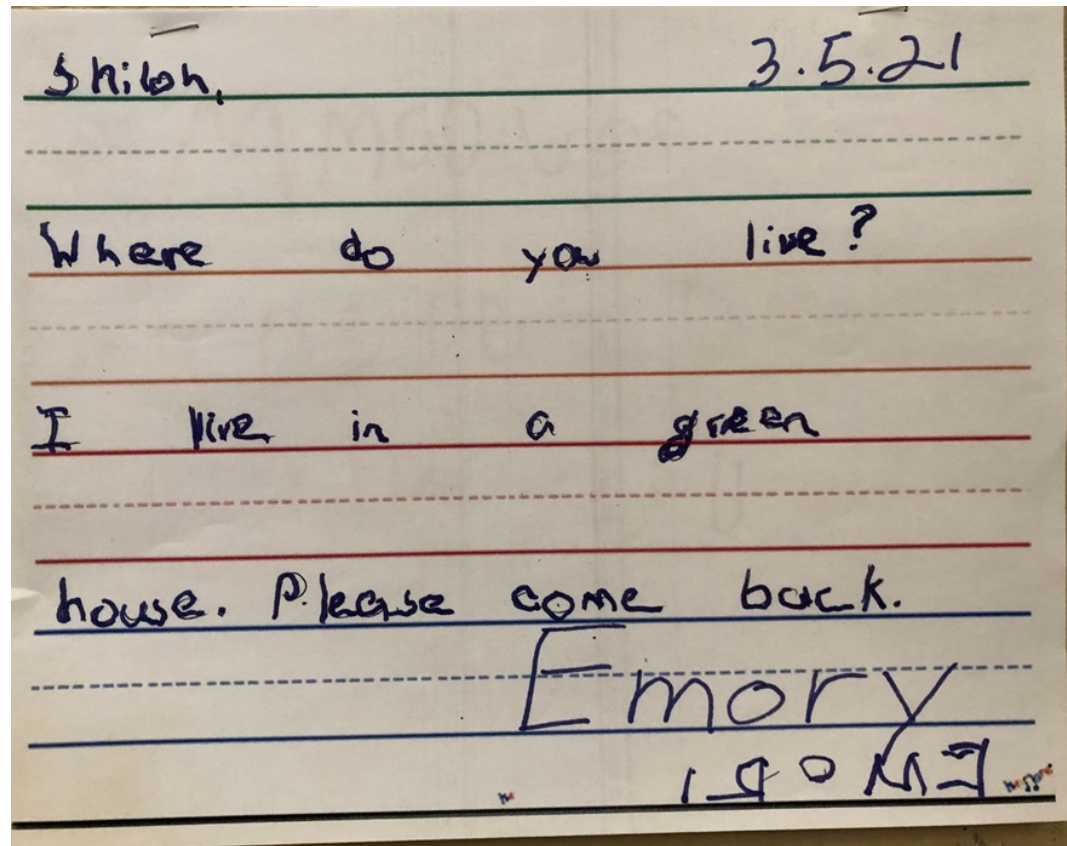 Shiloh, 3.5.21
Where do you live?
I live in a green
house. Please come back.
Emory